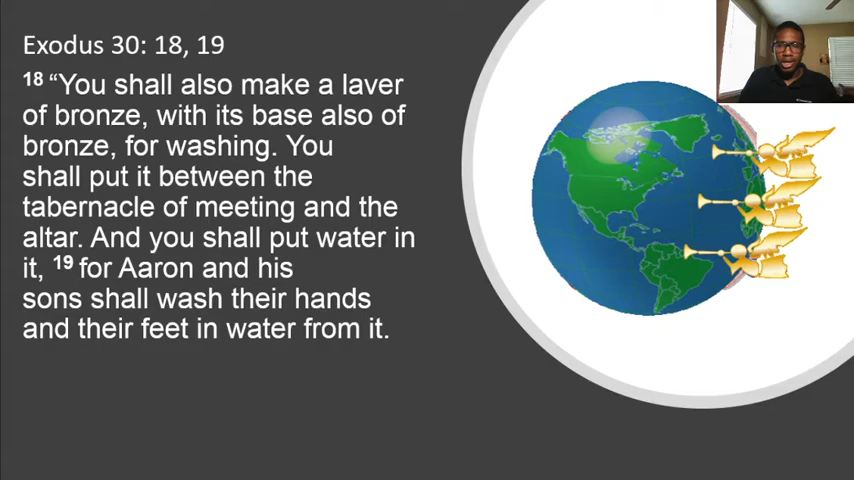 Exodus 30: 18, 19
18 “You shall also make a laver
of bronze, with its base also of
bronze, for washing. You
shall put it between the
tabernacle of meeting and the
altar. And you shall put water in
it, 19 for Aaron and his
sons shall wash their hands
and their feet in water from it.